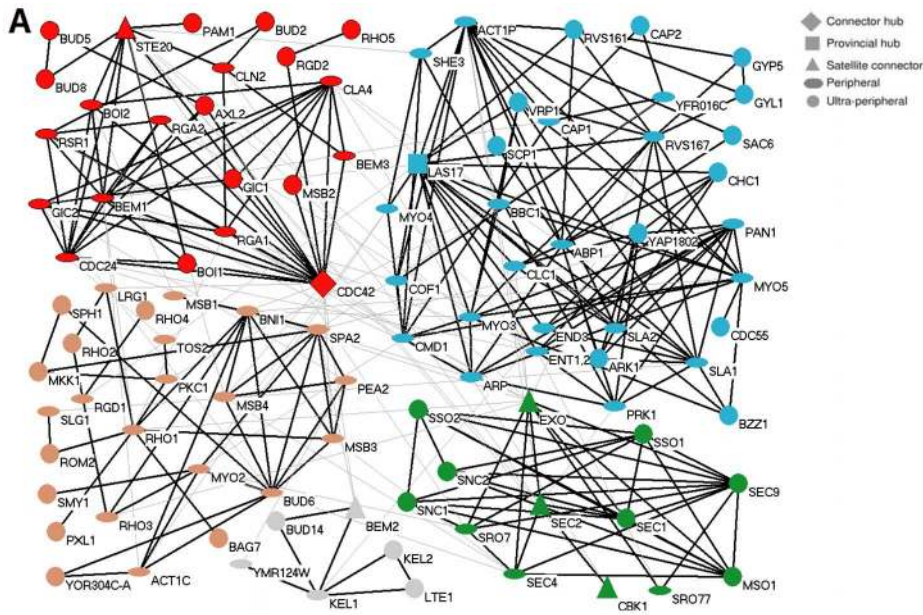 A
Connector hub
Provincial hub
Satellite connector
Peripheral
Ultra-peripheral
BUD5
STE20
PAM1
BUD2
RHO5
RGD2
CLN2
CLA4
BUD8
BOI2
AXL2
RGA2
RSR1
BEM3
GIC1
MSB2
GIC2
BEM1
RGA1
CDC24
BOI1
CDC42
ACT1P
RVS161
CAP2
SHE3
GYP5
VRP1
YFR016C
GYL1
CAP1
RVS167
SAC6
SCP1
LAS17
CHC1
MYO4
BBC1
YAP1802
PAN1
ABP1
CLC1
COF1
MYO5
MYO3
END3
SLA2
CDC55
CMD1
ENT1,2
ARK1
SLA1
ARP
PRK1
BZZ1
LRG1
MSB1
SPH1
RHO4
BNI1
SPA2
RHO2
TOS2
MKK1
PKC1
PEA2
RGD1
MSB4
SLG1
RHO1
MSB3
ROM2
MYO2
SMY1
BUD6
RHO3
PXL1
BAG7
YOR304C-A
ACT1C
BUD14
BEM2
KEL2
YMR124W
KEL1
LTE1
SSO2
EXO
SSO1
SNC2
SEC9
SNC1
SEC2
SEC1
SRO7
SEC4
MSO1
CBK1
SRO77